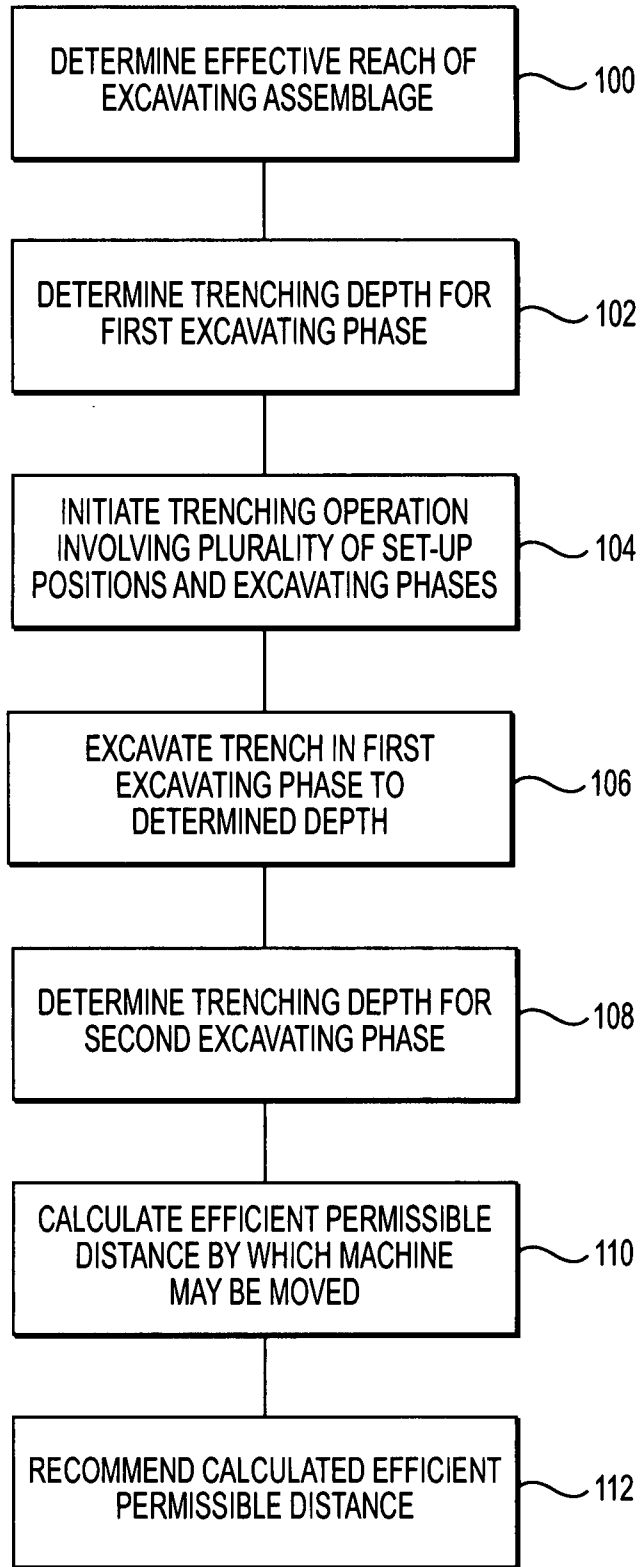 DETERMINE EFFECTIVE REACH OF
EXCAVATING ASSEMBLAGE
100
DETERMINE TRENCHING DEPTH FOR
FIRST EXCAVATING PHASE
102
INITIATE TRENCHING OPERATION
INVOLVING PLURALITY OF SET-UP
POSITIONS AND EXCAVATING PHASES
104
EXCAVATE TRENCH IN FIRST
EXCAVATING PHASE TO
DETERMINED DEPTH
106
DETERMINE TRENCHING DEPTH FOR
SECOND EXCAVATING PHASE
108
CALCULATE EFFICIENT PERMISSIBLE
DISTANCE BY WHICH MACHINE
MAY BE MOVED
110
RECOMMEND CALCULATED EFFICIENT
PERMISSIBLE DISTANCE
112